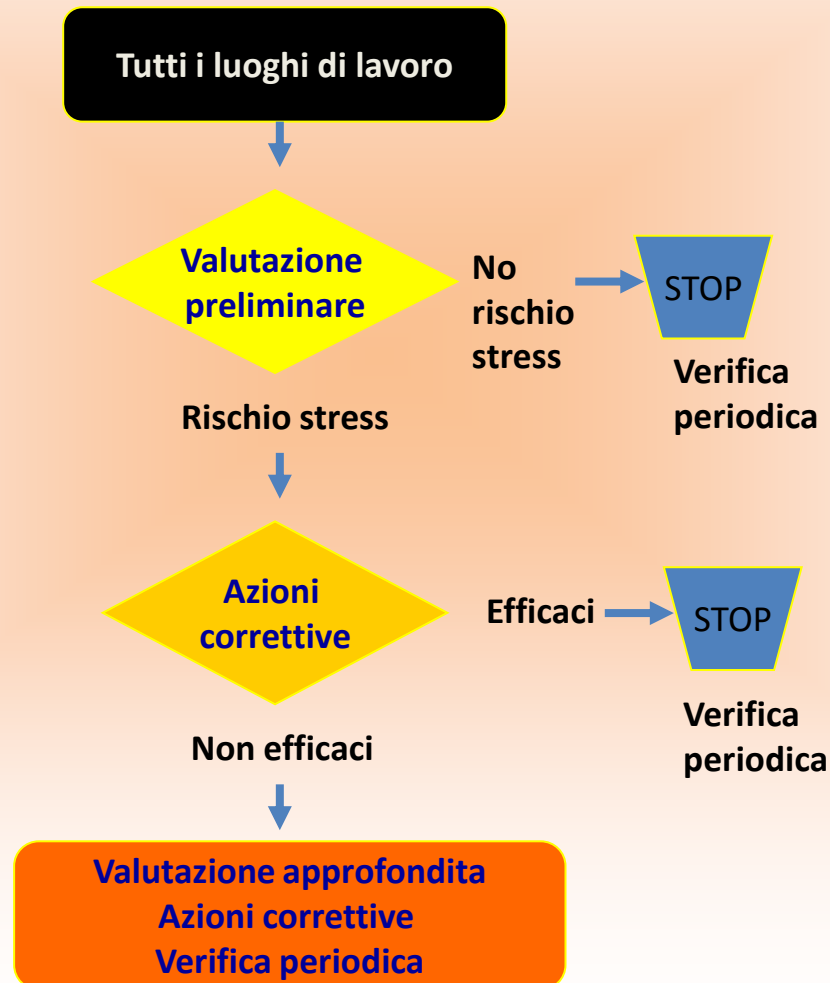 Tutti i luoghi di lavoro
Valutazione
preliminare
No
rischio
stress
STOP
Verifica
periodica
Rischio stress
Azioni
correttive
Efficaci
STOP
Verifica
periodica
Non efficaci
Valutazione approfondita
Azioni correttive
Verifica periodica